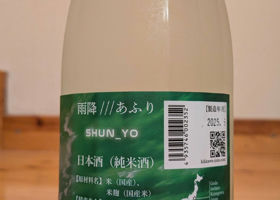 雨降///あふり
SHUN_YO
日本酒（純米酒）
【原材料名】米（国産）、
米麹（国産米）
【製造年月】
2025.
4935746002352